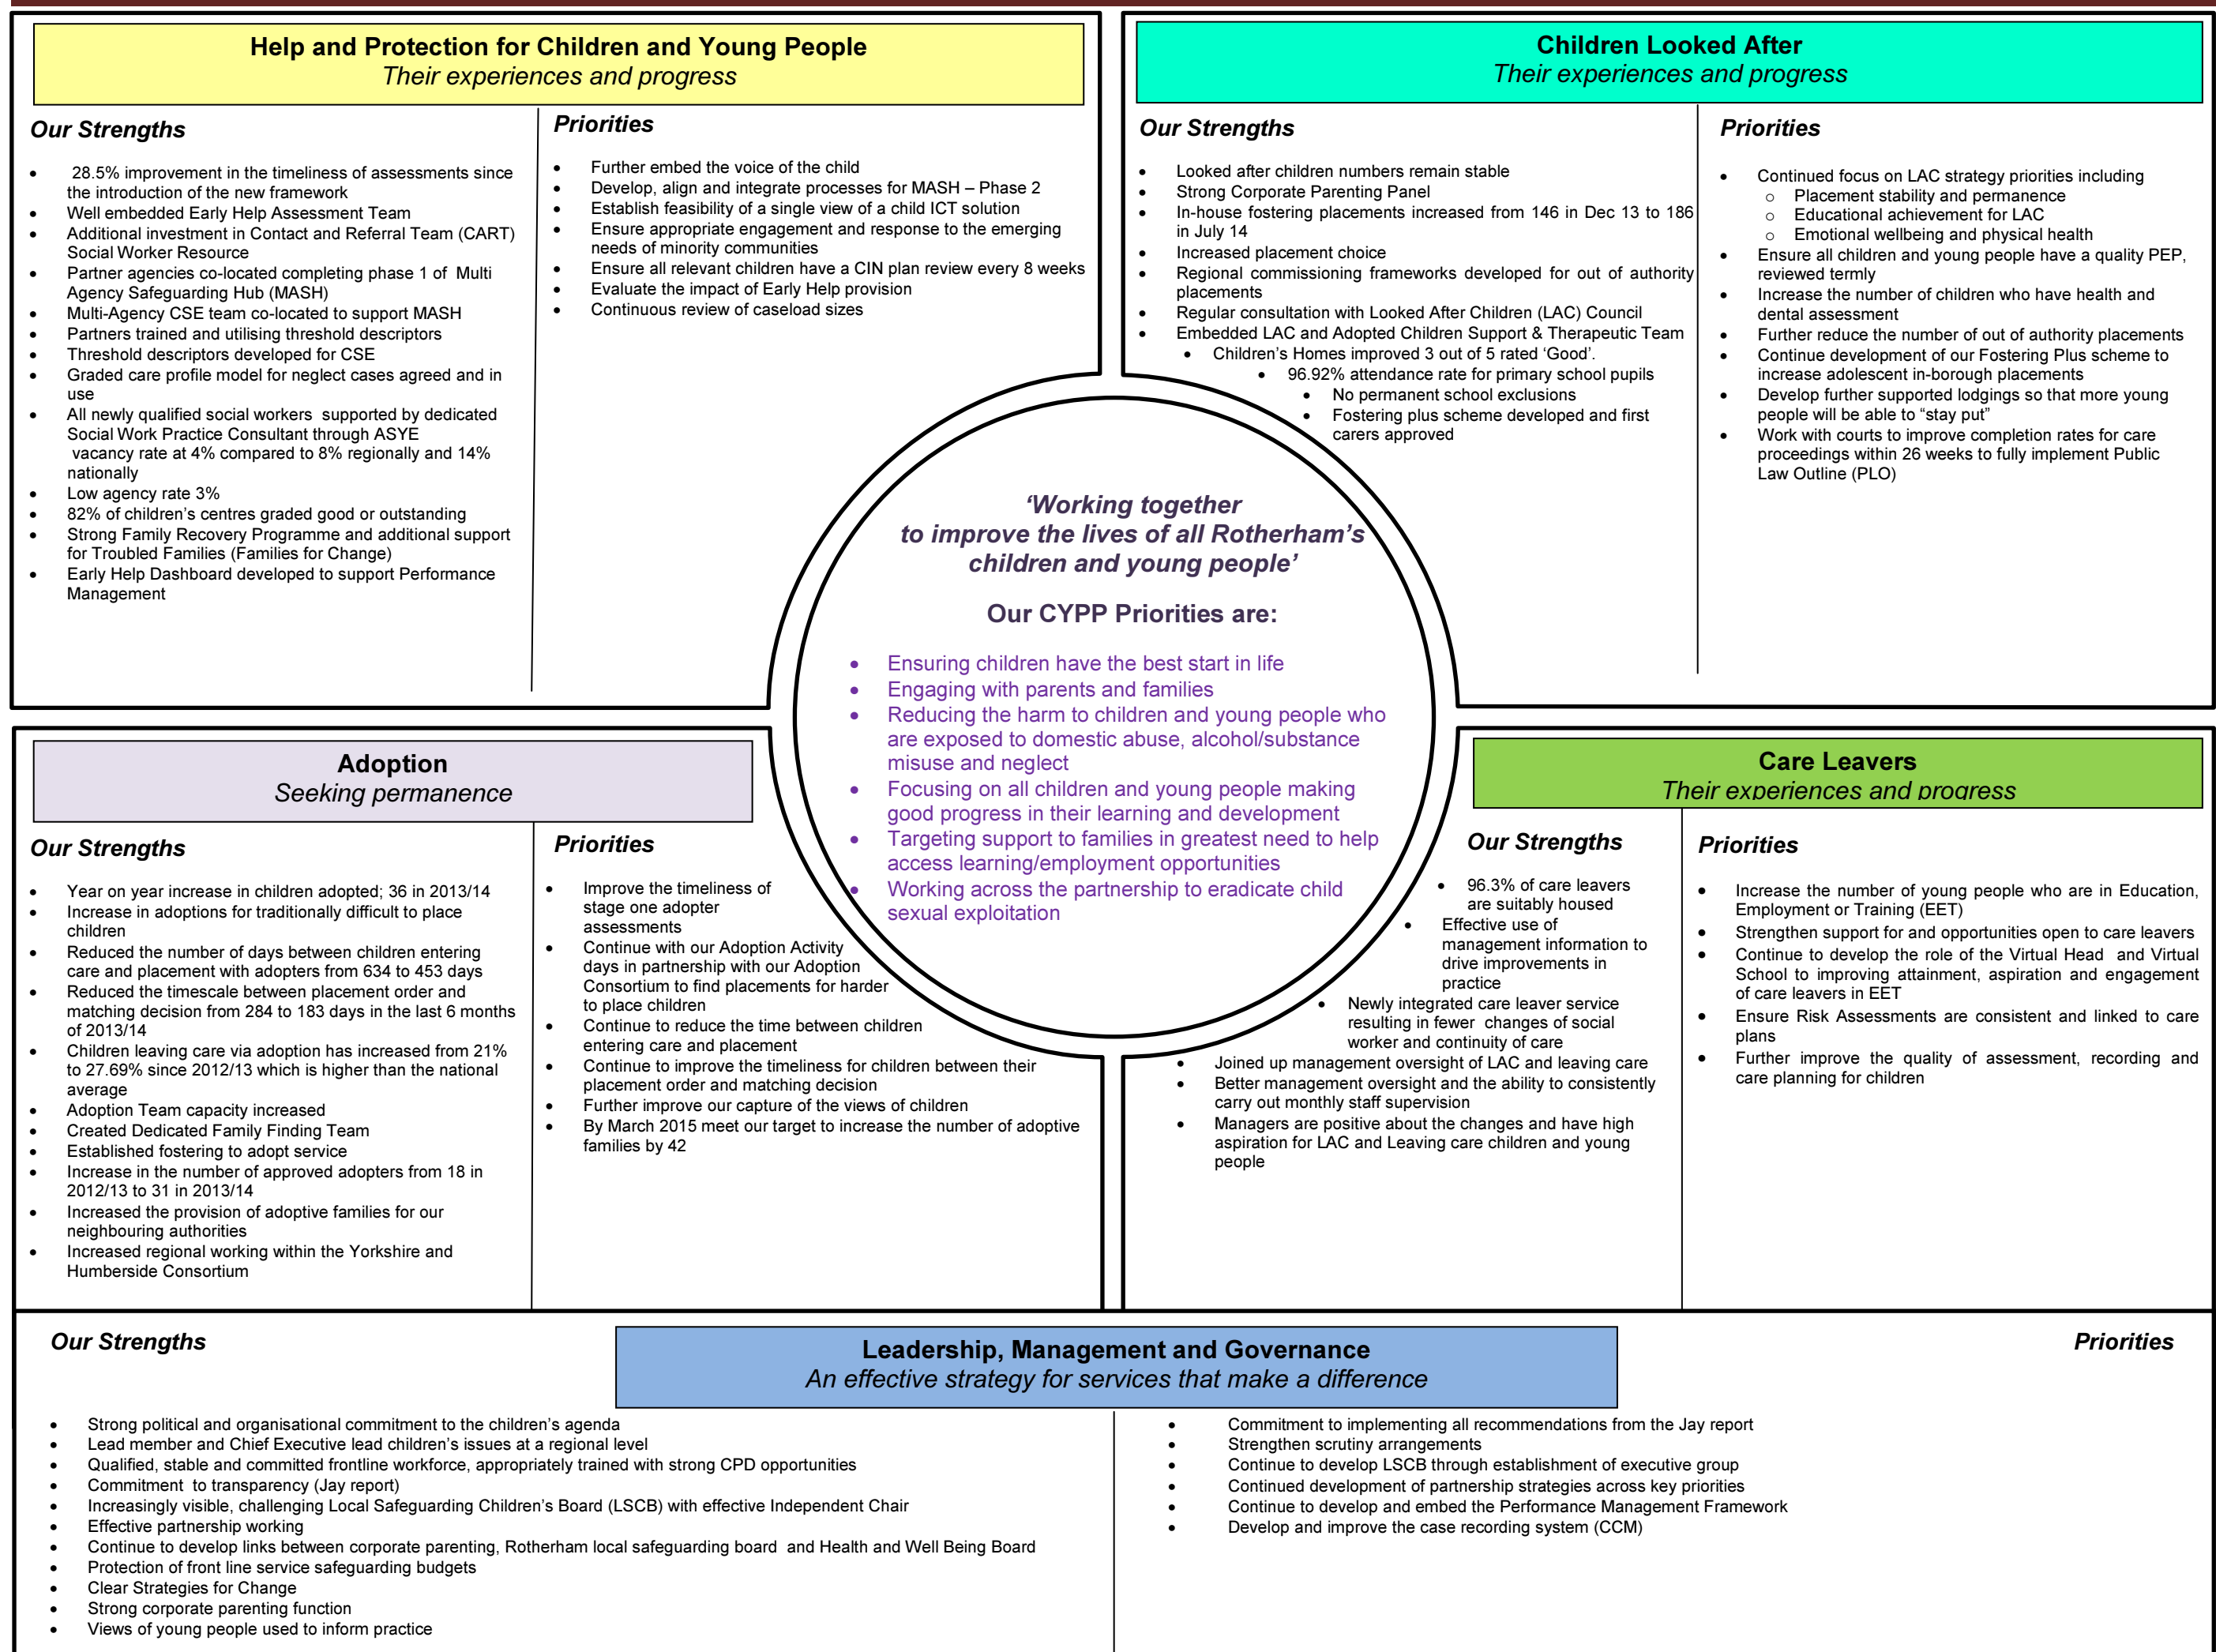 Help and Protection for Children and Young People
Their experiences and progress
Our Strengths
• 28.5% improvement in the timeliness of assessments since
the introduction of the new framework
• Well embedded Early Help Assessment Team
• Additional investment in Contact and Referral Team (CART)
Social Worker Resource
• Partner agencies co-located completing phase 1 of Multi
Agency Safeguarding Hub (MASH)
• Multi-Agency CSE team co-located to support MASH
• Partners trained and utilising threshold descriptors
• Threshold descriptors developed for CSE
• Graded care profile model for neglect cases agreed and in
use
• All newly qualified social workers supported by dedicated
Social Work Practice Consultant through ASYE
vacancy rate at 4% compared to 8% regionally and 14%
nationally
• Low agency rate 3%
• 82% of children's centres graded good or outstanding
• Strong Family Recovery Programme and additional support
for Troubled Families (Families for Change)
• Early Help Dashboard developed to support Performance
Management
Priorities
• Further embed the voice of the child
• Develop, align and integrate processes for MASH – Phase 2
• Establish feasibility of a single view of a child ICT solution
• Ensure appropriate engagement and response to the emerging
needs of minority communities
• Ensure all relevant children have a CIN plan review every 8 weeks
• Evaluate the impact of Early Help provision
• Continuous review of caseload sizes
Children Looked After
Their experiences and progress
Our Strengths
• Looked after children numbers remain stable
• Strong Corporate Parenting Panel
• In-house fostering placements increased from 146 in Dec 13 to 186
in July 14
• Increased placement choice
• Regional commissioning frameworks developed for out of authority
placements
• Regular consultation with Looked After Children (LAC) Council
• Embedded LAC and Adopted Children Support & Therapeutic Team
• Children's Homes improved 3 out of 5 rated 'Good'.
• 96.92% attendance rate for primary school pupils
• No permanent school exclusions
• Fostering plus scheme developed and first
carers approved
Priorities
• Continued focus on LAC strategy priorities including
○ Placement stability and permanence
○ Educational achievement for LAC
○ Emotional wellbeing and physical health
• Ensure all children and young people have a quality PEP,
reviewed termly
• Increase the number of children who have health and
dental assessment
• Further reduce the number of out of authority placements
• Continue development of our Fostering Plus scheme to
increase adolescent in-borough placements
• Develop further supported lodgings so that more young
people will be able to "stay put"
• Work with courts to improve completion rates for care
proceedings within 26 weeks to fully implement Public
Law Outline (PLO)
'Working together
to improve the lives of all Rotherham's
children and young people'
Our CYPP Priorities are:
• Ensuring children have the best start in life
• Engaging with parents and families
• Reducing the harm to children and young people who
are exposed to domestic abuse, alcohol/substance
misuse and neglect
• Focusing on all children and young people making
good progress in their learning and development
• Targeting support to families in greatest need to help
access learning/employment opportunities
• Working across the partnership to eradicate child
sexual exploitation
Adoption
Seeking permanence
Our Strengths
• Year on year increase in children adopted; 36 in 2013/14
• Increase in adoptions for traditionally difficult to place
children
• Reduced the number of days between children entering
care and placement with adopters from 634 to 453 days
• Reduced the timescale between placement order and
matching decision from 284 to 183 days in the last 6 months
of 2013/14
• Children leaving care via adoption has increased from 21%
to 27.69% since 2012/13 which is higher than the national
average
• Adoption Team capacity increased
• Created Dedicated Family Finding Team
• Established fostering to adopt service
• Increase in the number of approved adopters from 18 in
2012/13 to 31 in 2013/14
• Increased the provision of adoptive families for our
neighbouring authorities
• Increased regional working within the Yorkshire and
Humberside Consortium
Priorities
• Improve the timeliness of
stage one adopter
assessments
• Continue with our Adoption Activity
days in partnership with our Adoption
Consortium to find placements for harder
to place children
• Continue to reduce the time between children
entering care and placement
• Continue to improve the timeliness for children between their
placement order and matching decision
• Further improve our capture of the views of children
• By March 2015 meet our target to increase the number of adoptive
families by 42
Care Leavers
Their experiences and progress
Our Strengths
• 96.3% of care leavers
are suitably housed
• Effective use of
management information to
drive improvements in
practice
• Newly integrated care leaver service
resulting in fewer changes of social
worker and continuity of care
• Joined up management oversight of LAC and leaving care
• Better management oversight and the ability to consistently
carry out monthly staff supervision
• Managers are positive about the changes and have high
aspiration for LAC and Leaving care children and young
people
Priorities
• Increase the number of young people who are in Education,
Employment or Training (EET)
• Strengthen support for and opportunities open to care leavers
• Continue to develop the role of the Virtual Head and Virtual
School to improving attainment, aspiration and engagement
of care leavers in EET
• Ensure Risk Assessments are consistent and linked to care
plans
• Further improve the quality of assessment, recording and
care planning for children
Leadership, Management and Governance
An effective strategy for services that make a difference
Our Strengths
• Strong political and organisational commitment to the children's agenda
• Lead member and Chief Executive lead children's issues at a regional level
• Qualified, stable and committed frontline workforce, appropriately trained with strong CPD opportunities
• Commitment to transparency (Jay report)
• Increasingly visible, challenging Local Safeguarding Children's Board (LSCB) with effective Independent Chair
• Effective partnership working
• Continue to develop links between corporate parenting, Rotherham local safeguarding board and Health and Well Being Board
• Protection of front line service safeguarding budgets
• Clear Strategies for Change
• Strong corporate parenting function
• Views of young people used to inform practice
Priorities
• Commitment to implementing all recommendations from the Jay report
• Strengthen scrutiny arrangements
• Continue to develop LSCB through establishment of executive group
• Continued development of partnership strategies across key priorities
• Continue to develop and embed the Performance Management Framework
• Develop and improve the case recording system (CCM)